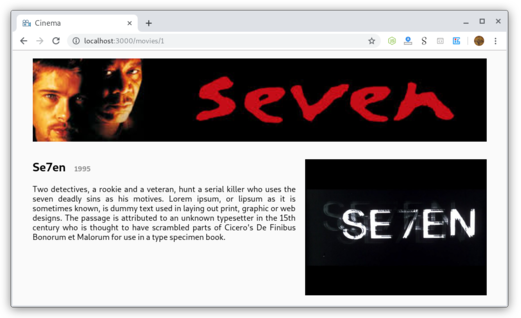 Cinema
localhost:3000/movies/1
seven
Se7en 1995
Two detectives, a rookie and a veteran, hunt a serial killer who uses the
seven deadly sins as his motives. Lorem ipsum, or lipsum as it is
sometimes known, is dummy text used in laying out print, graphic or web
designs. The passage is attributed to an unknown typesetter in the 15th
century who is thought to have scrambled parts of Cicero's De Finibus
Bonorum et Malorum for use in a type specimen book.
SE7EN